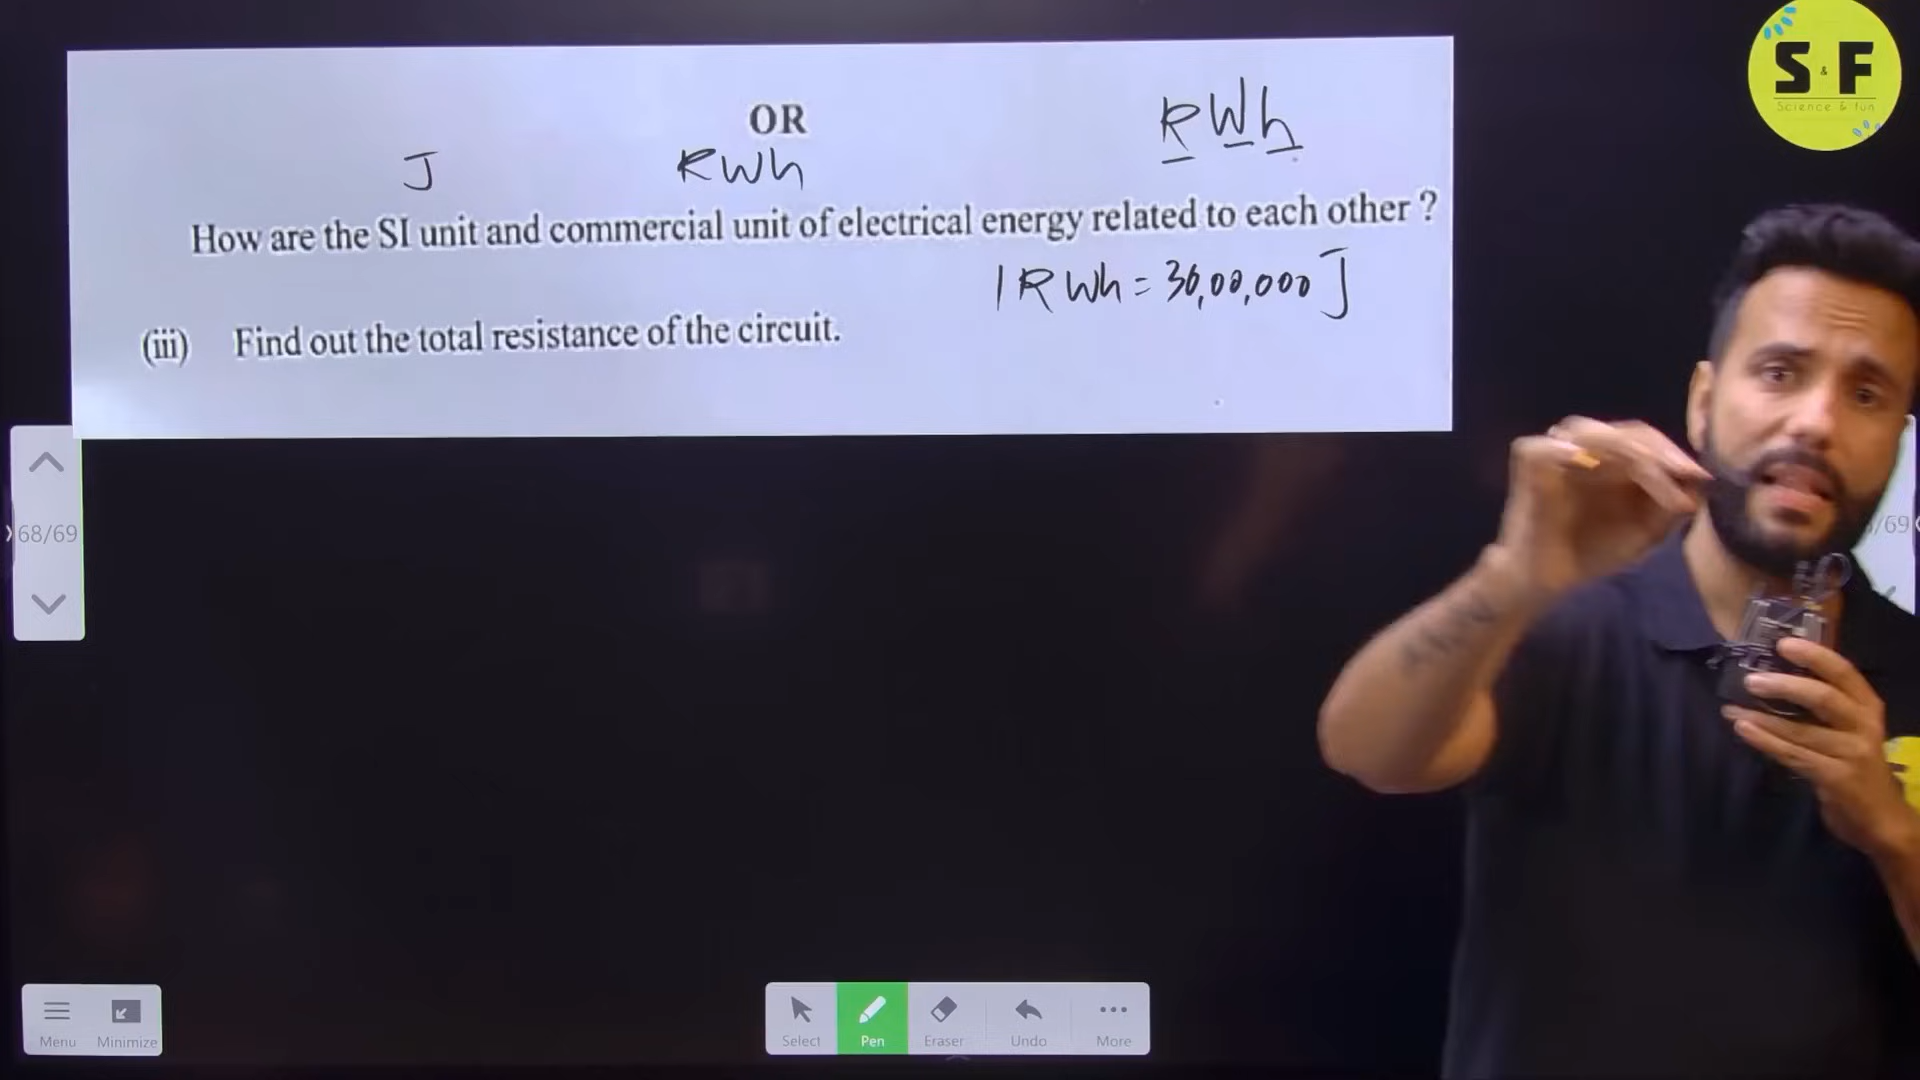 S & F
Science & fun
OR
KWh
J
KWh
How are the SI unit and commercial unit of electrical energy related to each other ?
1 KWh = 36,00,000 J
(iii) Find out the total resistance of the circuit.
68/69
/69
Menu
Minimize
Select
Pen
Eraser
Undo
More